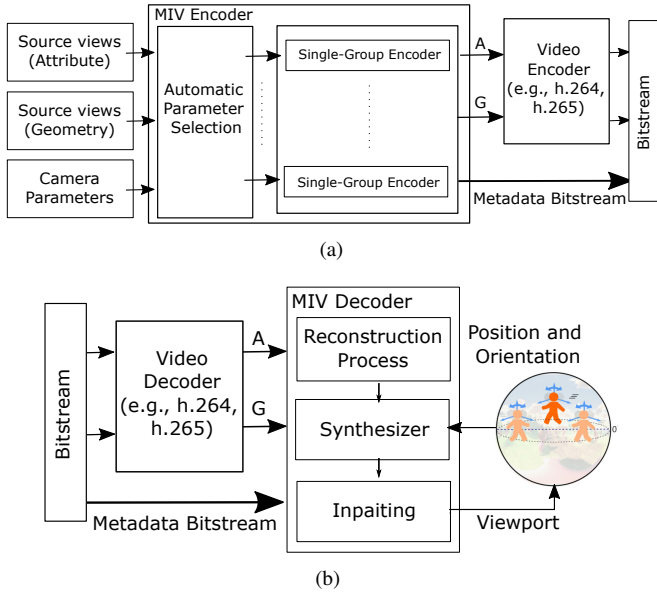 MIV Encoder
Source views
(Attribute)
Source views
(Geometry)
Camera
Parameters
Automatic
Parameter
Selection
Single-Group Encoder
Single-Group Encoder
A
G
Video
Encoder
(e.g., h.264,
h.265)
Metadata Bitstream
Bitstream
(a)
Bitstream
Video
Decoder
(e.g., h.264,
h.265)
A
G
Metadata Bitstream
MIV Decoder
Reconstruction
Process
Synthesizer
Inpaiting
Position and
Orientation
0
Viewport
(b)